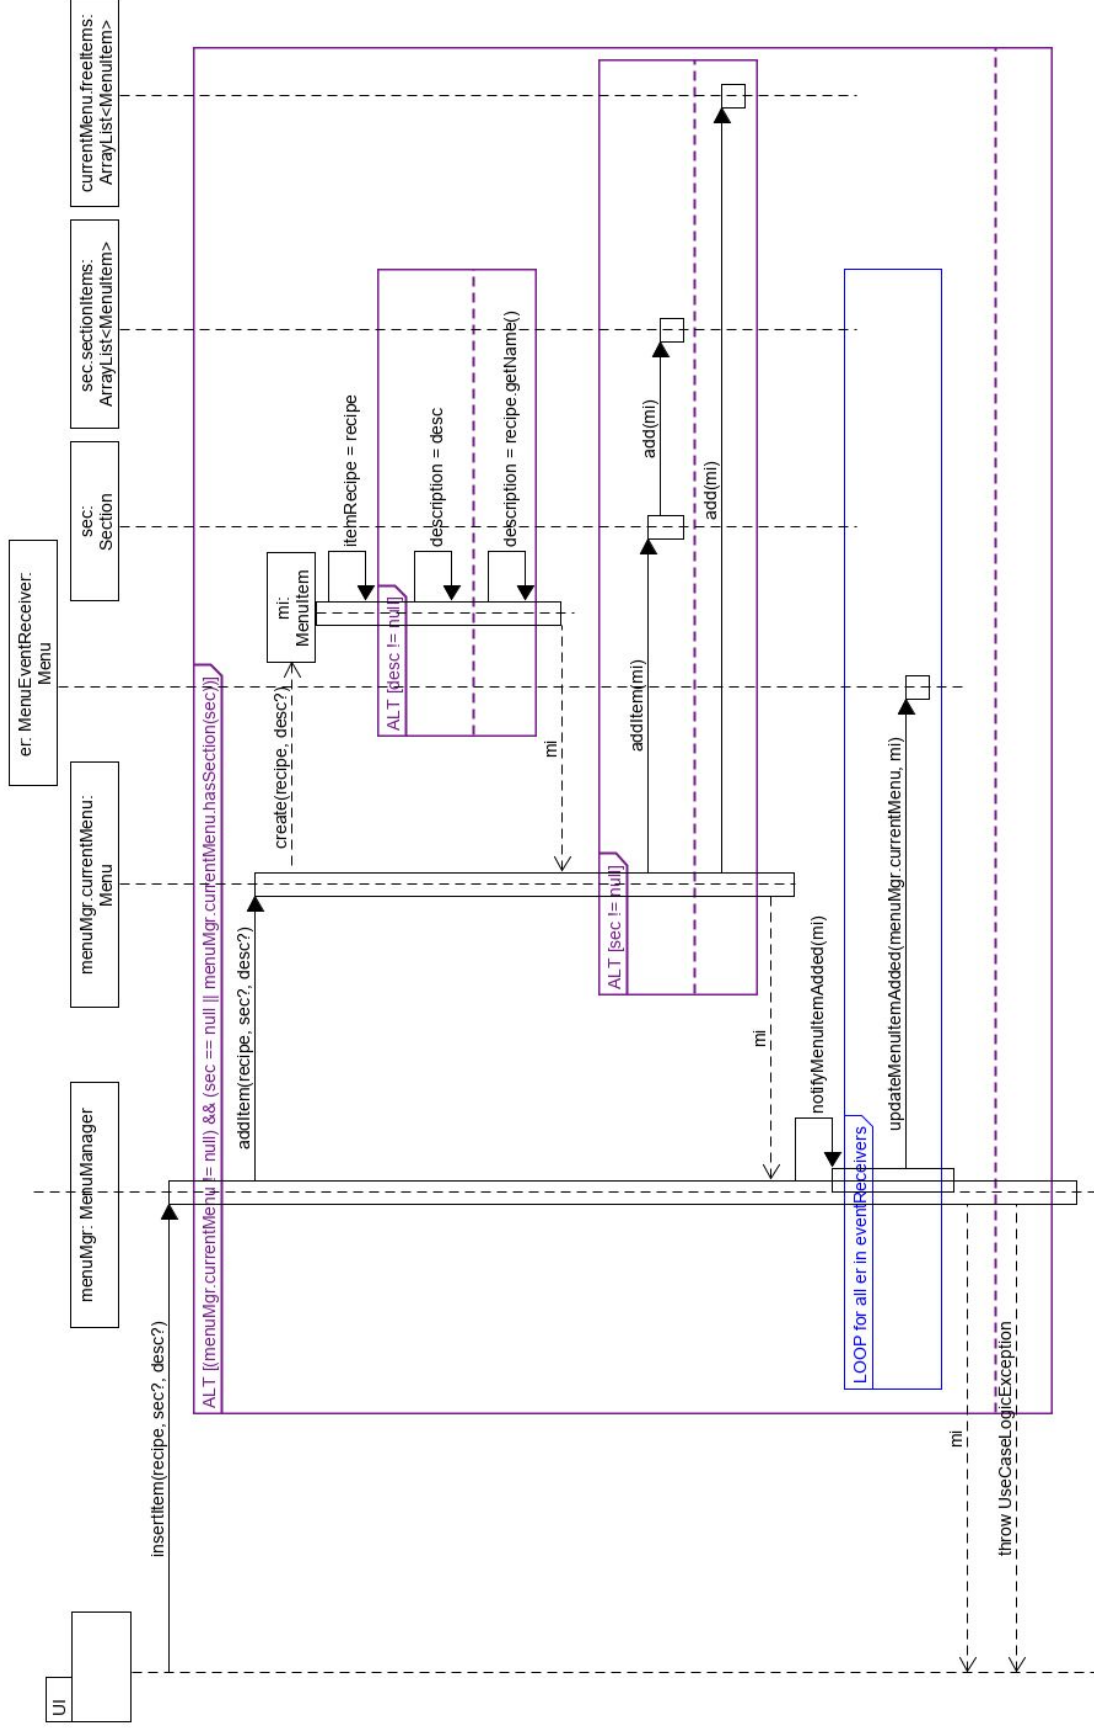 UI
menuMgr: MenuManager
menuMgr.currentMenu:
Menu
er: MenuEventReceiver:
Menu
sec:
Section
sec.sectionItems:
ArrayList<MenuItem>
currentMenu.freeItems:
ArrayList<MenuItem>
insertItem(recipe, sec?, desc?)
ALT [(menuMgr.currentMenu != null) && (sec == null || menuMgr.currentMenu.hasSection(sec))]
addItem(recipe, sec?, desc?)
create(recipe, desc?)
mi:
MenuItem
itemRecipe = recipe
ALT [desc != null]
description = desc
description = recipe.getName()
mi
ALT [sec != null]
addItem(mi)
add(mi)
add(mi)
mi
notifyMenuItemAdded(mi)
LOOP for all er in eventReceivers
updateMenuItemAdded(menuMgr.currentMenu, mi)
mi
throw UseCaseLogicException